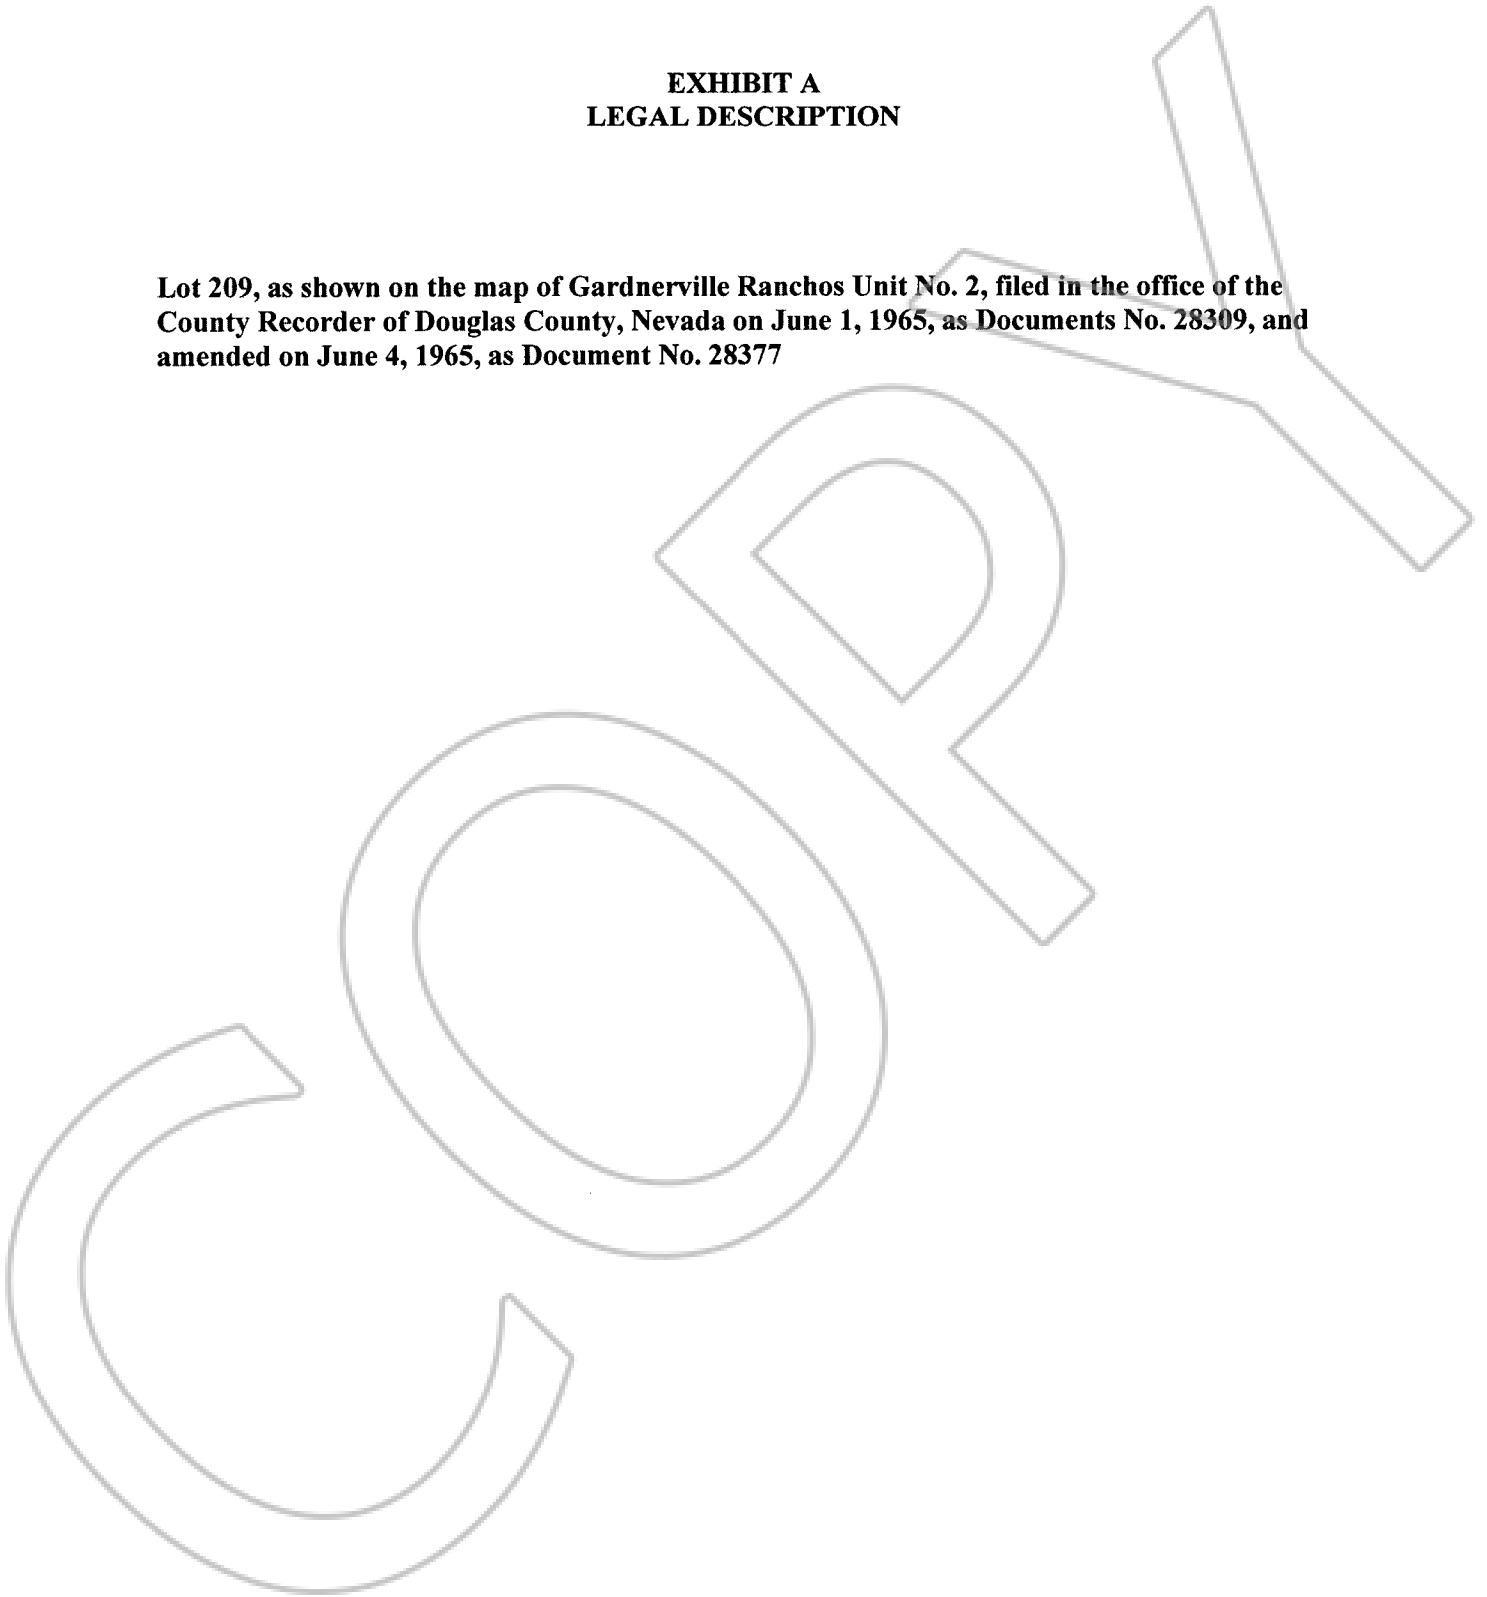 EXHIBIT A
LEGAL DESCRIPTION
Lot 209, as shown on the map of Gardnerville Ranchos Unit No. 2, filed in the office of the
County Recorder of Douglas County, Nevada on June 1, 1965, as Documents No. 28309, and
amended on June 4, 1965, as Document No. 28377
COPY